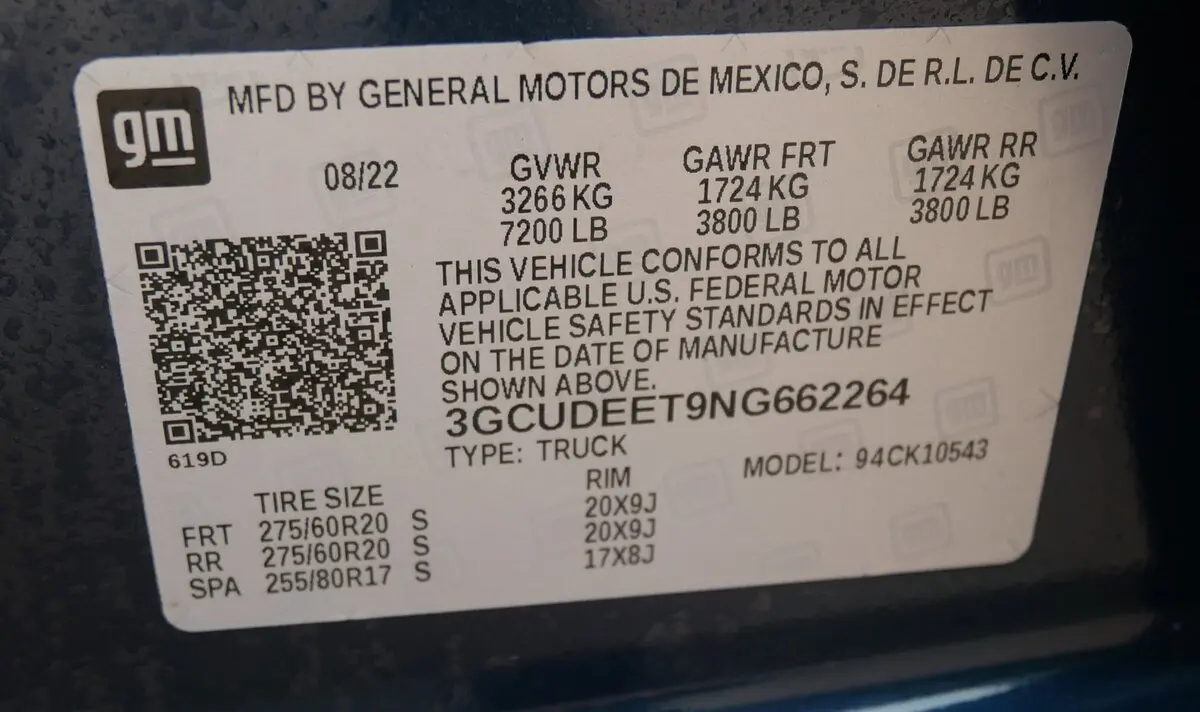 gm
MFD BY GENERAL MOTORS DE MEXICO, S. DE R.L. DE C.V.
08/22
GVWR
3266 KG
7200 LB
GAWR FRT
1724 KG
3800 LB
GAWR RR
1724 KG
3800 LB
THIS VEHICLE CONFORMS TO ALL
APPLICABLE U.S. FEDERAL MOTOR
VEHICLE SAFETY STANDARDS IN EFFECT
ON THE DATE OF MANUFACTURE
SHOWN ABOVE.
3GCUDEET9NG662264
TYPE: TRUCK
MODEL: 94CK10543
619D
TIRE SIZE RIM
FRT 275/60R20 S 20X9J
RR 275/60R20 S 20X9J
SPA 255/80R17 S 17X8J